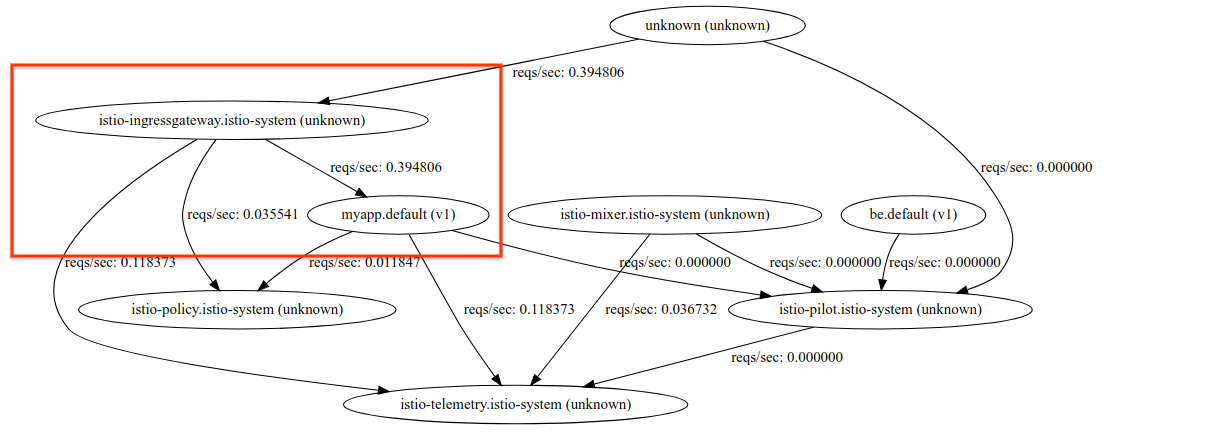 unknown (unknown)
reqs/sec: 0.394806
istio-ingressgateway.istio-system (unknown)
reqs/sec: 0.394806
reqs/sec: 0.000000
reqs/sec: 0.035541
myapp.default (v1)
istio-mixer.istio-system (unknown)
be.default (v1)
reqs/sec: 0.118373
reqs/sec: 0.011847
reqs/sec: 0.000000
reqs/sec: 0.000000
reqs/sec: 0.000000
istio-policy.istio-system (unknown)
reqs/sec: 0.118373
reqs/sec: 0.036732
istio-pilot.istio-system (unknown)
reqs/sec: 0.000000
istio-telemetry.istio-system (unknown)